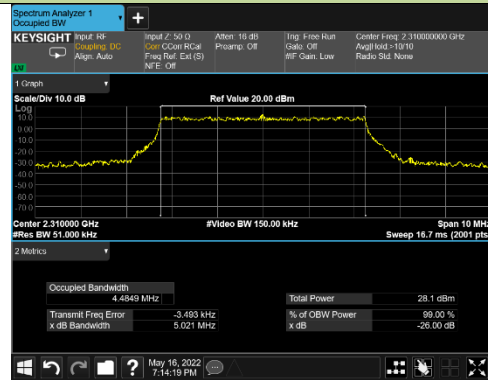 Spectrum Analyzer 1
Occupied BW
+
KEYSIGHT
Input: RF
Coupling: DC
Align: Auto
Input Z: 50 Ω
Corr CCorr RCal
Freq Ref: Ext (S)
NFE: Off
Atten: 16 dB
Preamp: Off
Trig: Free Run
Gate: Off
#IF Gain: Low
Center Freq: 2.310000000 GHz
Avg|Hold:>10/10
Radio Std: None
LU
1 Graph
Scale/Div 10.0 dB
Ref Value 20.00 dBm
Log
10.0
0.00
-10.0
-20.0
-30.0
-40.0
-50.0
-60.0
-70.0
Center 2.310000 GHz
#Video BW 150.00 kHz
Span 10 MHz
#Res BW 51.000 kHz
Sweep 16.7 ms (2001 pts
2 Metrics
Occupied Bandwidth
4.4849 MHz
Total Power 28.1 dBm
Transmit Freq Error -3.493 kHz
% of OBW Power 99.00 %
x dB Bandwidth 5.021 MHz
x dB -26.00 dB
?
May 16, 2022
7:14:19 PM